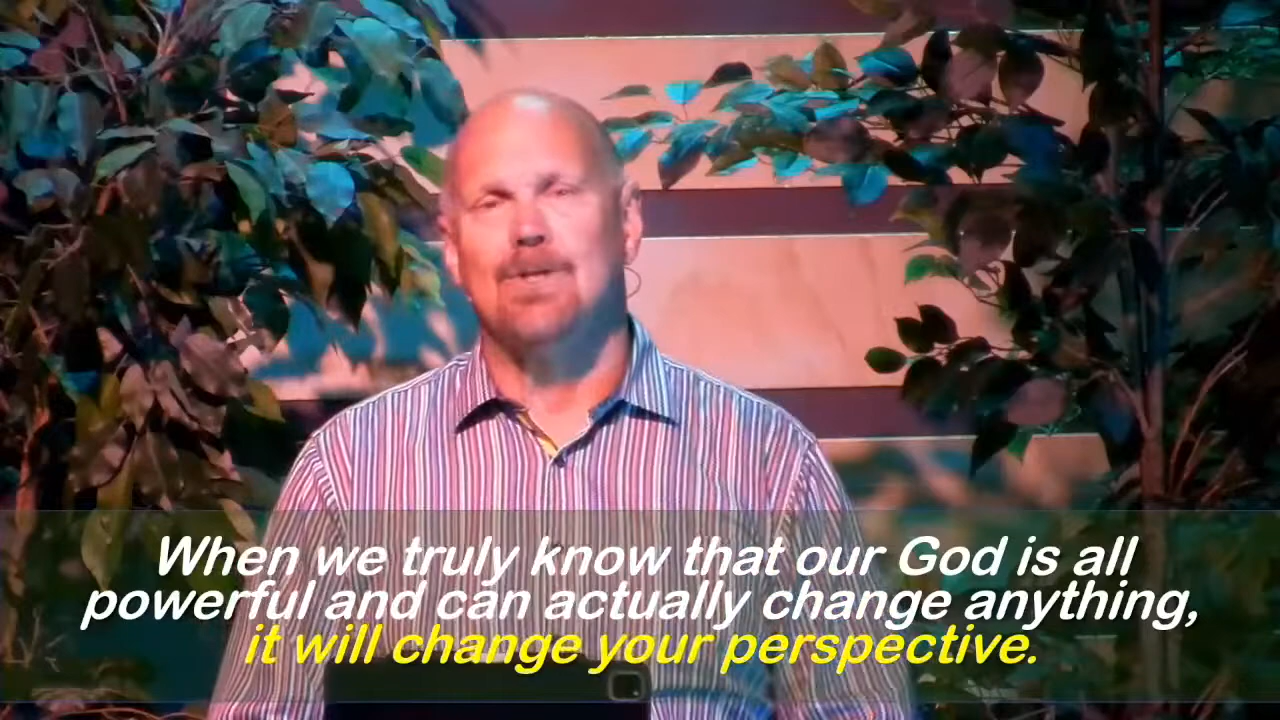 When we truly know that our God is all
powerful and can actually change anything,
it will change your perspective.